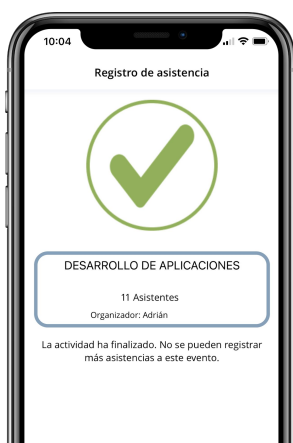 10:04
Registro de asistencia
DESARROLLO DE APLICACIONES
11 Asistentes
Organizador: Adrián
La actividad ha finalizado. No se pueden registrar
más asistencias a este evento.